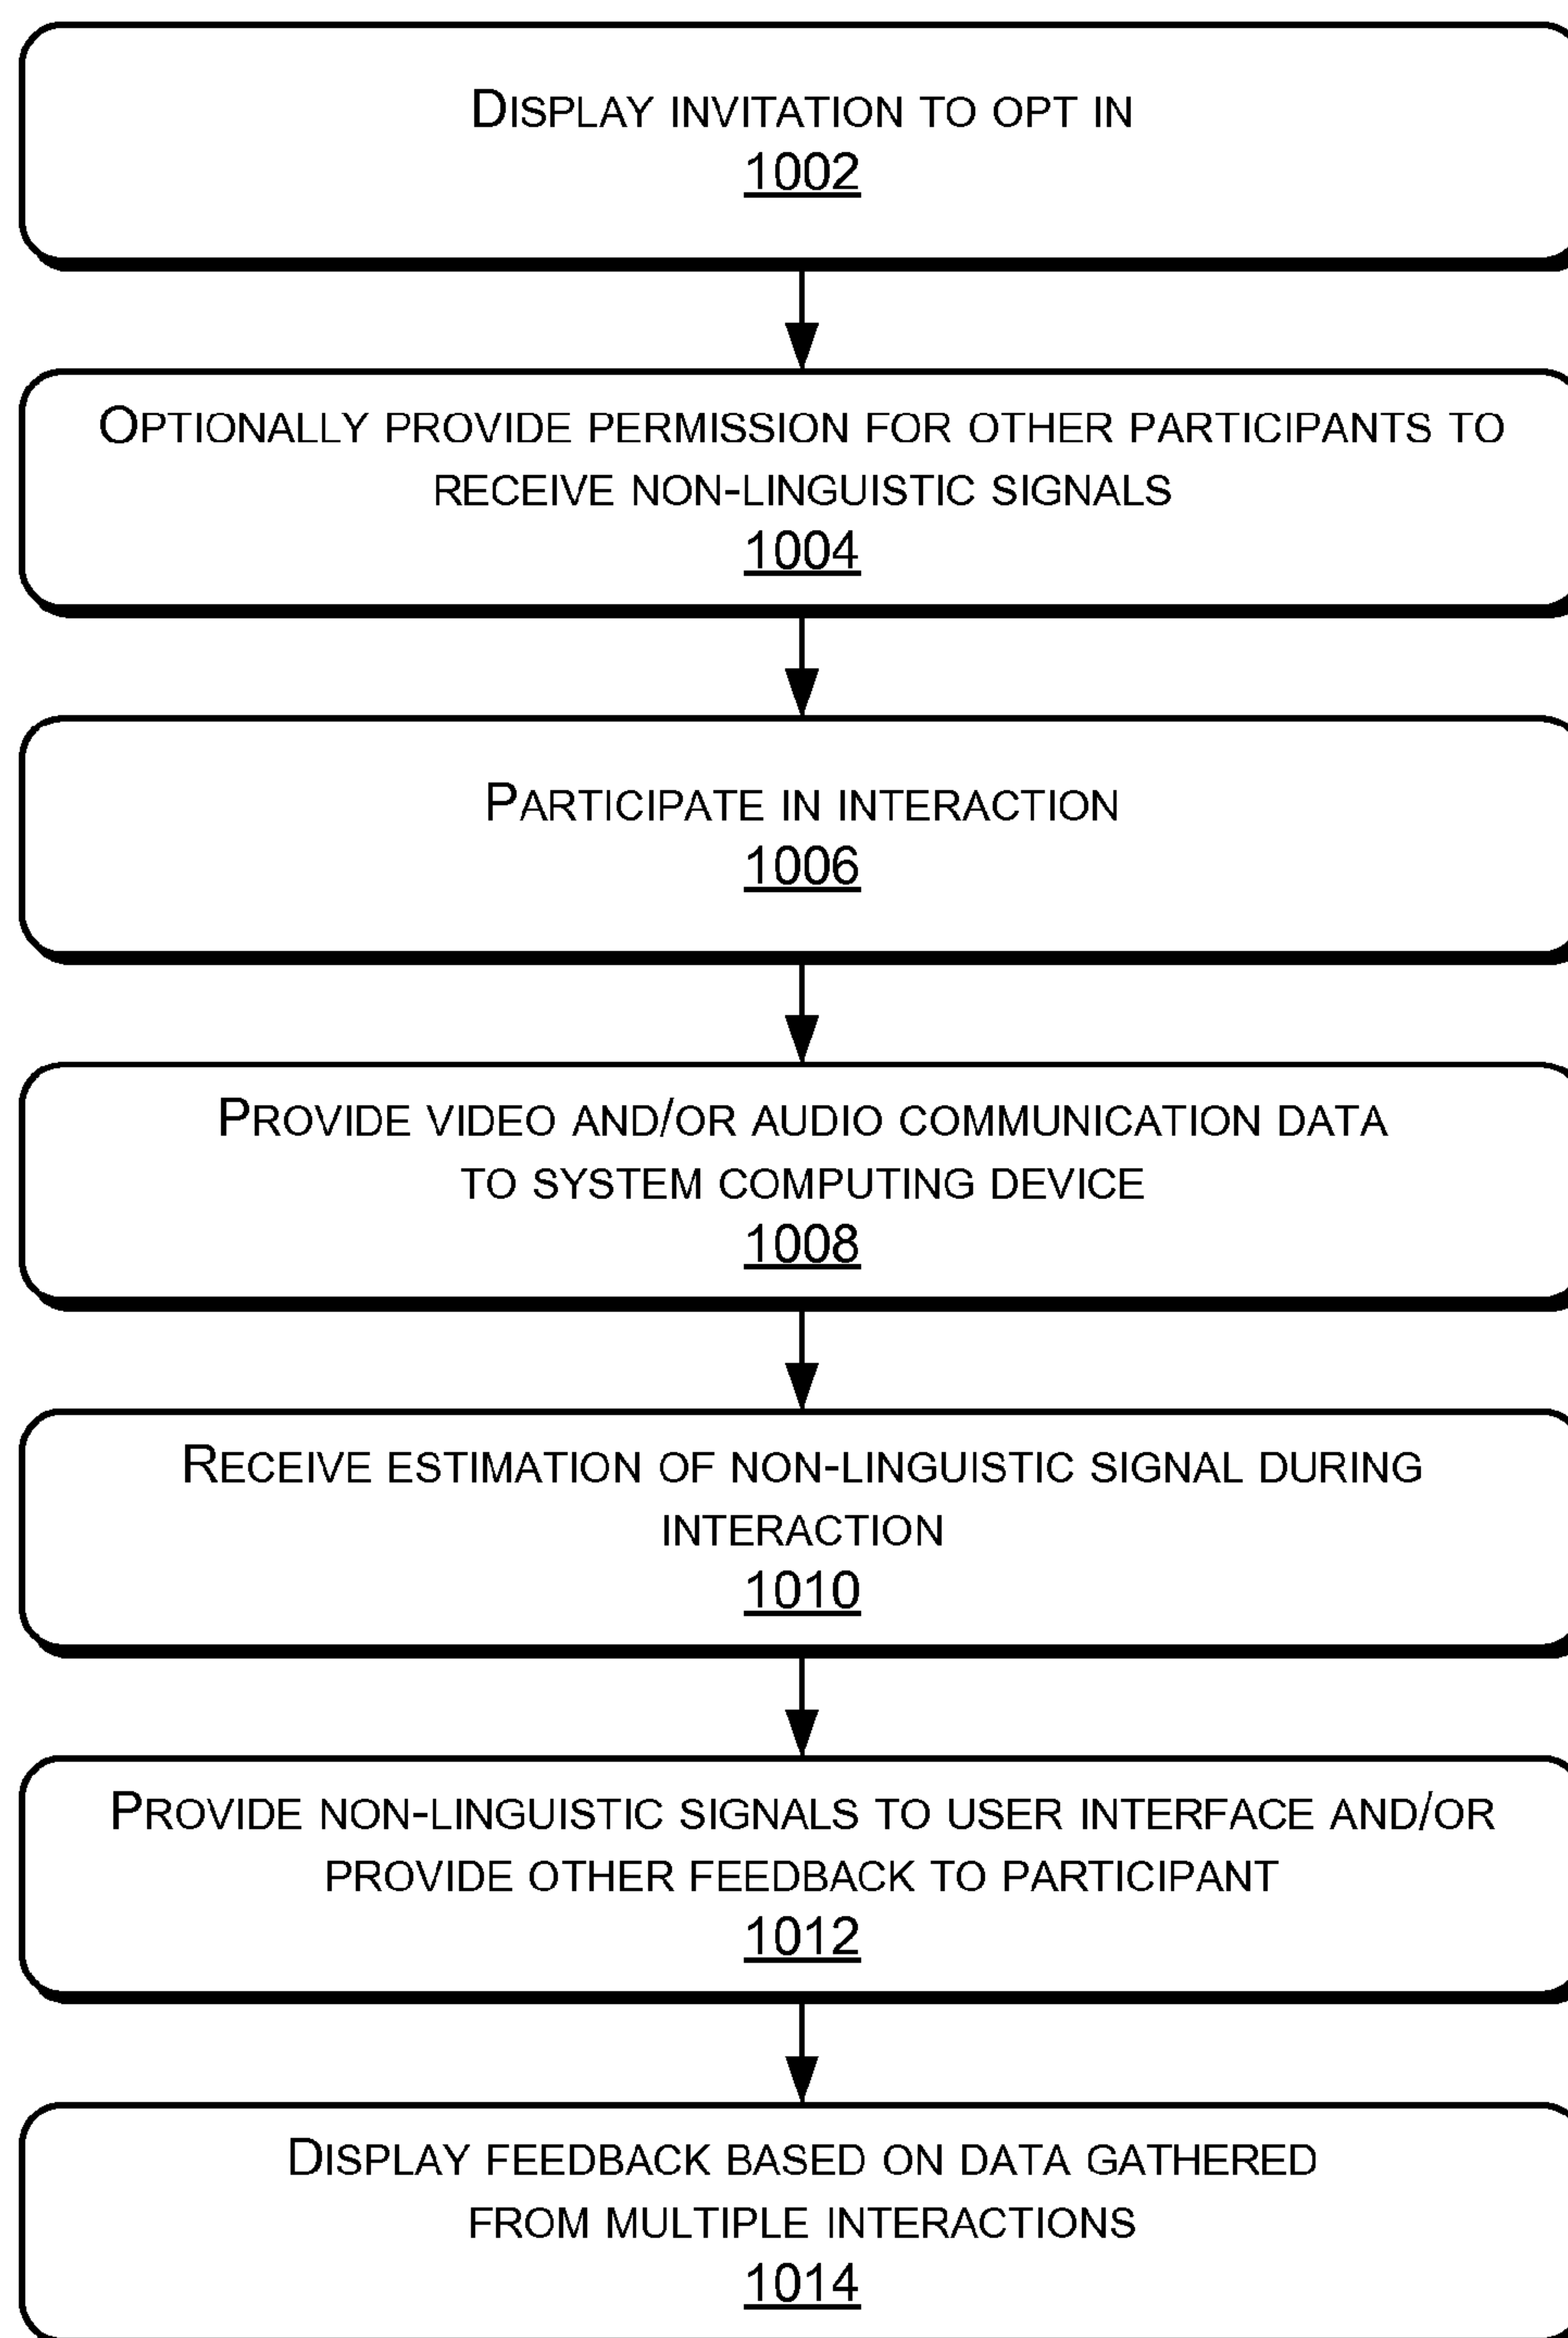 DISPLAY INVITATION TO OPT IN
1002
OPTIONALLY PROVIDE PERMISSION FOR OTHER PARTICIPANTS TO
RECEIVE NON-LINGUISTIC SIGNALS
1004
PARTICIPATE IN INTERACTION
1006
PROVIDE VIDEO AND/OR AUDIO COMMUNICATION DATA
TO SYSTEM COMPUTING DEVICE
1008
RECEIVE ESTIMATION OF NON-LINGUISTIC SIGNAL DURING
INTERACTION
1010
PROVIDE NON-LINGUISTIC SIGNALS TO USER INTERFACE AND/OR
PROVIDE OTHER FEEDBACK TO PARTICIPANT
1012
DISPLAY FEEDBACK BASED ON DATA GATHERED
FROM MULTIPLE INTERACTIONS
1014